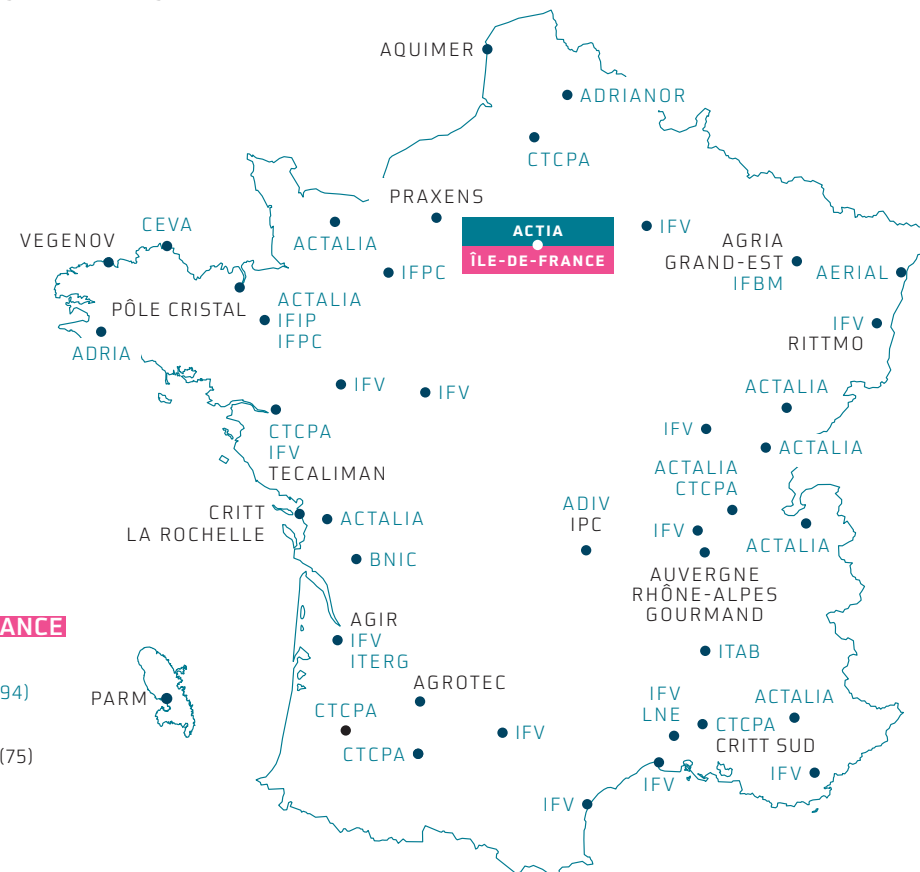 AQUIMER
ADRIANOR
CTCPA
PRAXENS
CEVA
VEGENOV
ACTALIA
ACTIA
ÎLE-DE-FRANCE
IFV
AGRIA
GRAND-EST
IFBM
AERIAL
IFPC
PÔLE CRISTAL
ACTALIA
IFIP
IFPC
ADRIA
IFV
RITTMO
IFV
IFV
ACTALIA
CTCPA
IFV
TECALIMAN
IFV
ACTALIA
ACTALIA
CTCPA
CRITT
LA ROCHELLE
ACTALIA
ADIV
IPC
IFV
ACTALIA
BNIC
AUVERGNE
RHÔNE-ALPES
GOURMAND
ANCE
AGIR
IFV
ITERG
ITAB
94)
PARM
AGROTEC
CTCPA
IFV
LNE
ACTALIA
CTCPA
CRITT SUD
(75)
CTCPA
IFV
IFV
IFV
IFV